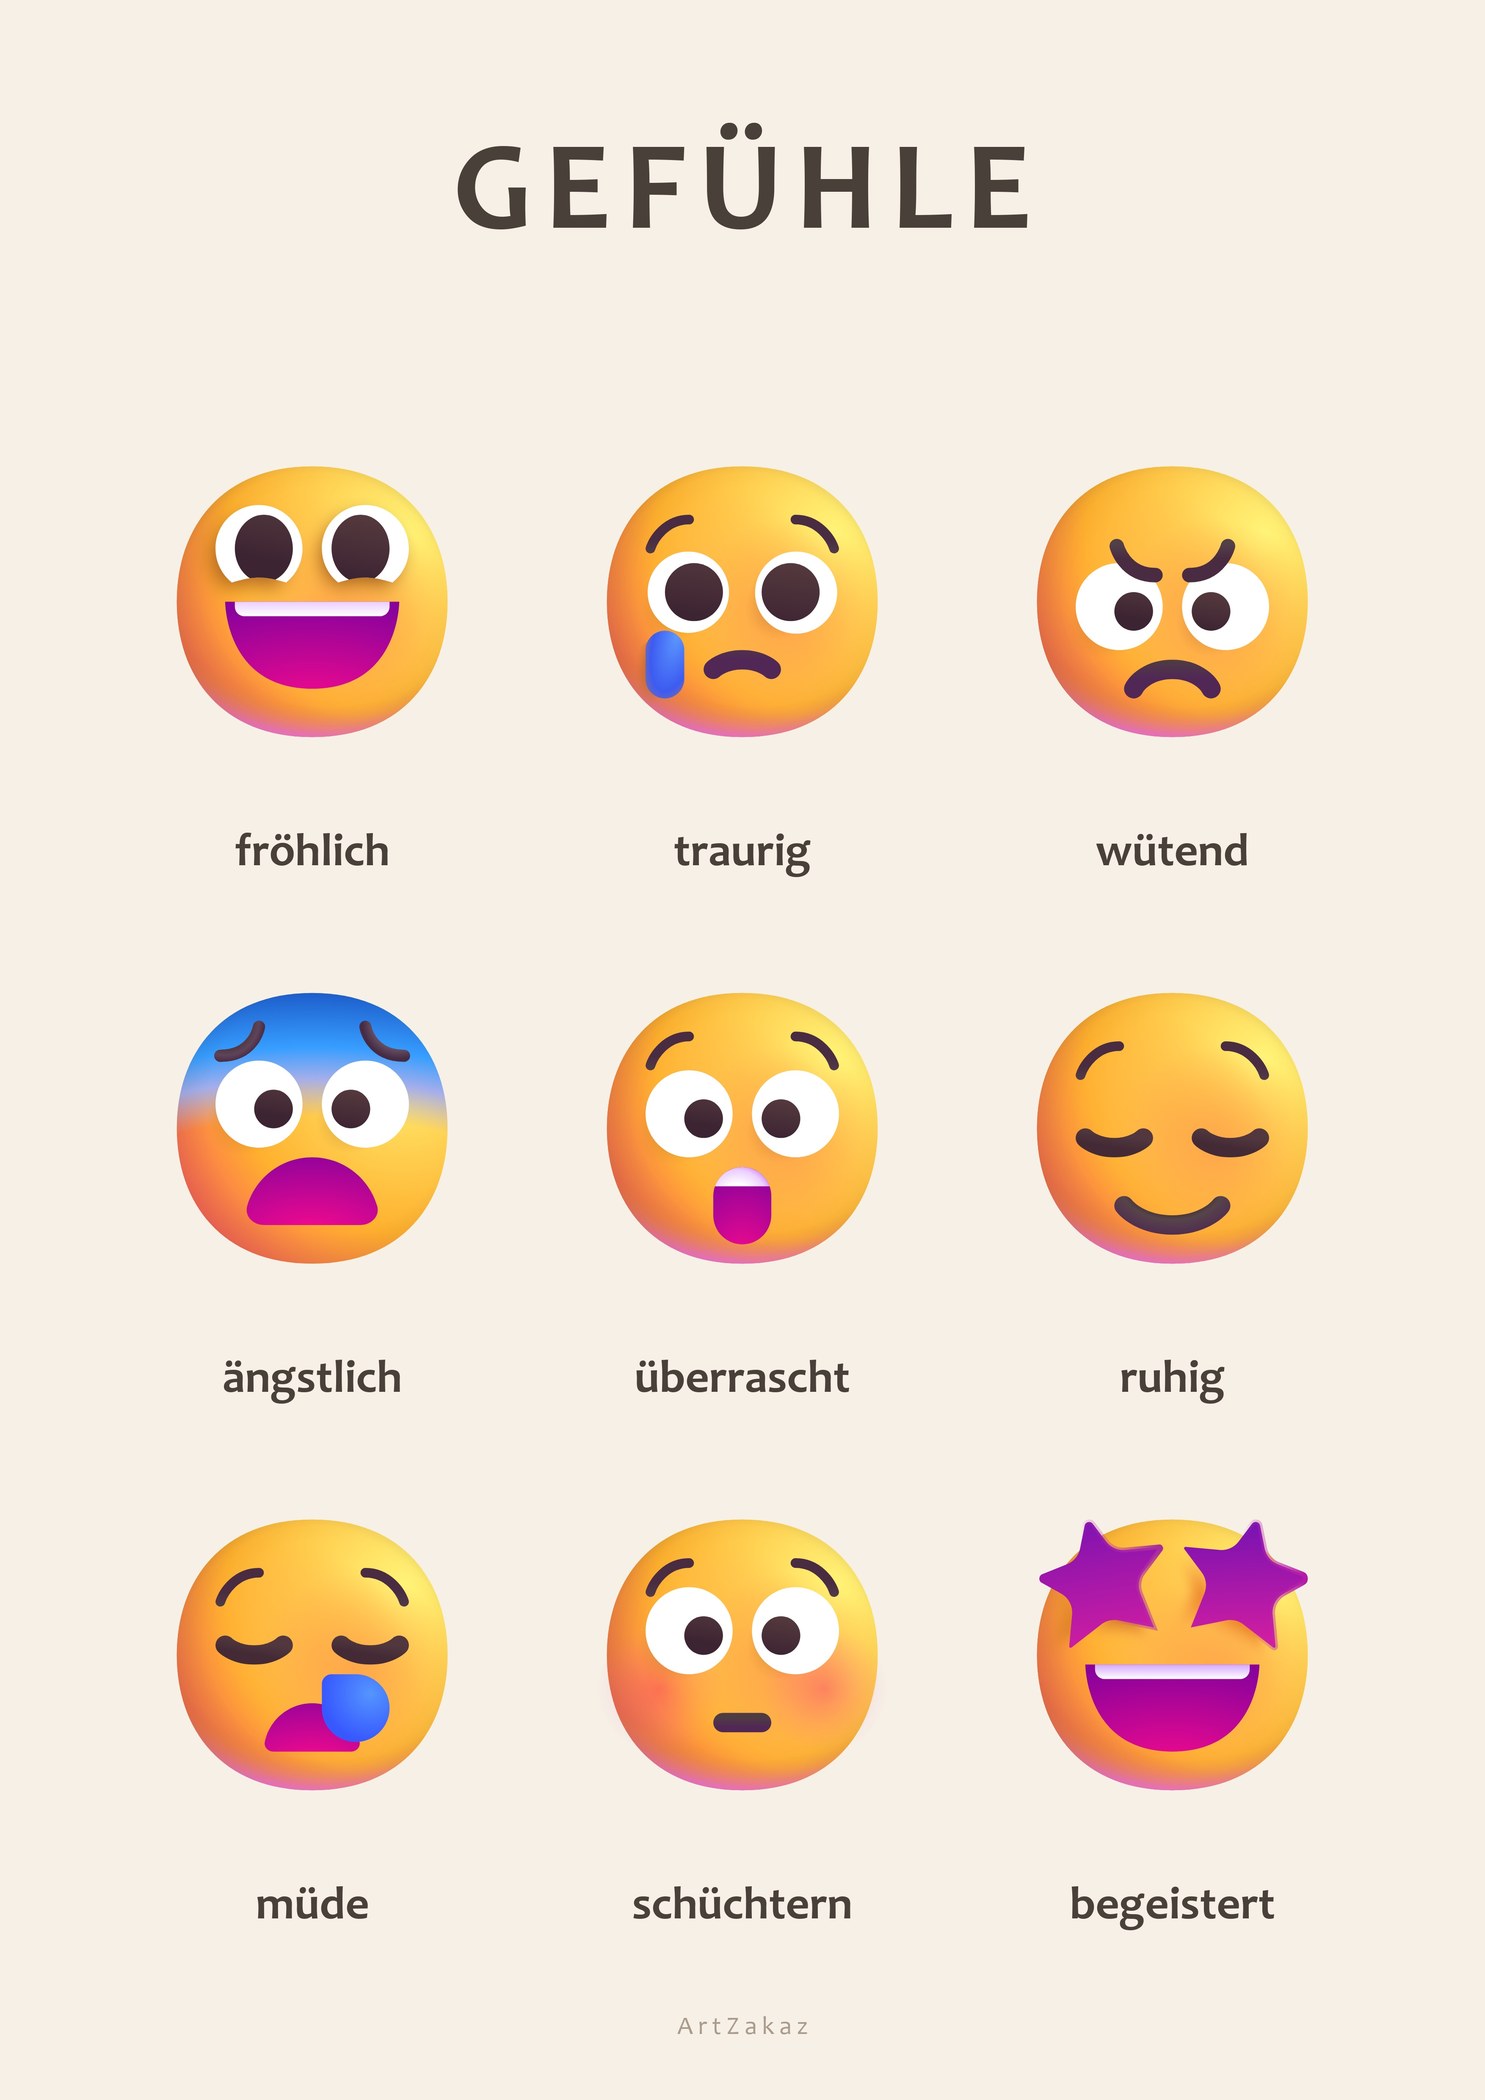 GEFÜHLE
fröhlich traurig wütend
ängstlich überrascht ruhig
müde schüchtern begeistert
ArtZakaz